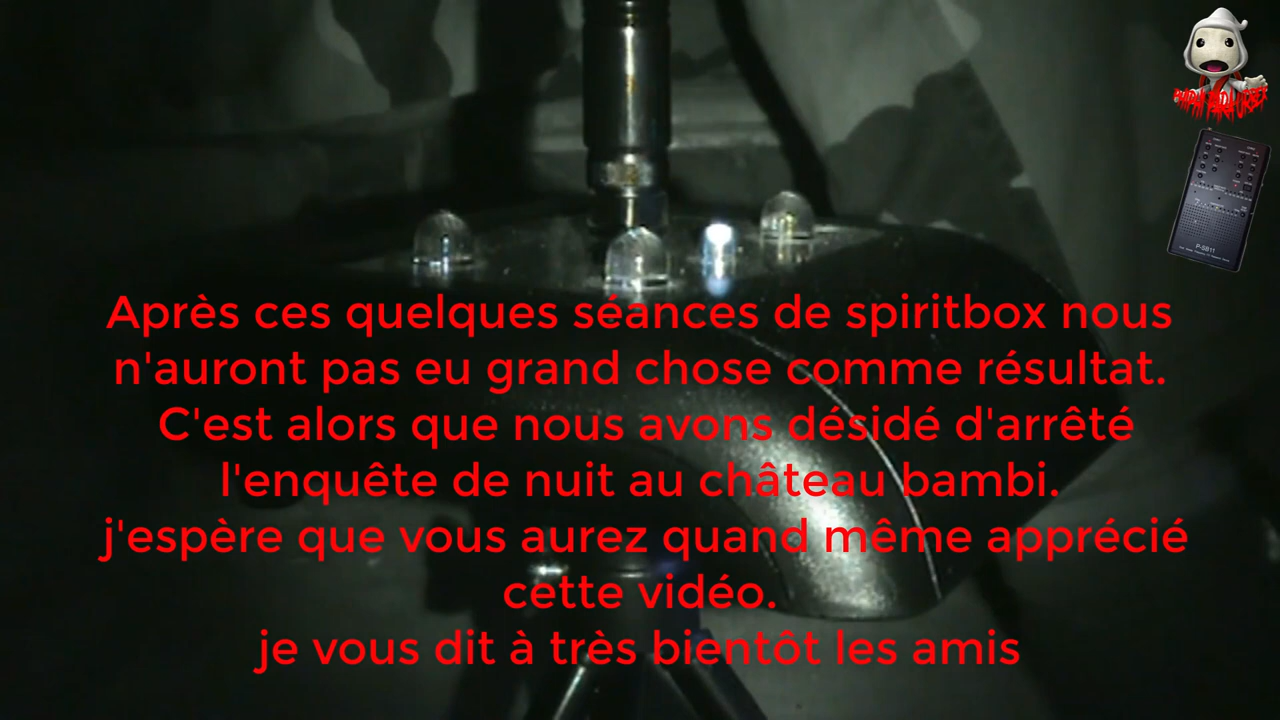 Après ces quelques séances de spiritbox nous
n'auront pas eu grand chose comme résultat.
C'est alors que nous avons désidé d'arrêté
l'enquête de nuit au château bambi.
j'espère que vous aurez quand même apprécié
cette vidéo.
je vous dit à très bientôt les amis
P-SB11